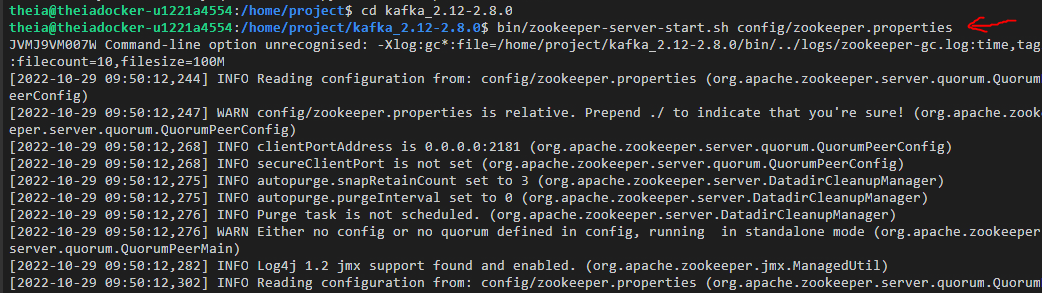 theia@theiadocker-u1221a4554:/home/project$ cd kafka_2.12-2.8.0
theia@theiadocker-u1221a4554:/home/project/kafka_2.12-2.8.0$ bin/zookeeper-server-start.sh config/zookeeper.properties
JVMJ9VM007W Command-line option unrecognised: -Xlog:gc*:file=/home/project/kafka_2.12-2.8.0/bin/../logs/zookeeper-gc.log:time,tag
:filecount=10,filesize=100M
[2022-10-29 09:50:12,244] INFO Reading configuration from: config/zookeeper.properties (org.apache.zookeeper.server.quorum.QuorumP
eerConfig)
[2022-10-29 09:50:12,247] WARN config/zookeeper.properties is relative. Prepend ./ to indicate that you're sure! (org.apache.zooke
eper.server.quorum.QuorumPeerConfig)
[2022-10-29 09:50:12,268] INFO clientPortAddress is 0.0.0.0:2181 (org.apache.zookeeper.server.quorum.QuorumPeerConfig)
[2022-10-29 09:50:12,268] INFO secureClientPort is not set (org.apache.zookeeper.server.quorum.QuorumPeerConfig)
[2022-10-29 09:50:12,275] INFO autopurge.snapRetainCount set to 3 (org.apache.zookeeper.server.DatadirCleanupManager)
[2022-10-29 09:50:12,275] INFO autopurge.purgeInterval set to 0 (org.apache.zookeeper.server.DatadirCleanupManager)
[2022-10-29 09:50:12,276] INFO Purge task is not scheduled. (org.apache.zookeeper.server.DatadirCleanupManager)
[2022-10-29 09:50:12,276] WARN Either no config or no quorum defined in config, running  in standalone mode (org.apache.zookeeper.
server.quorum.QuorumPeerMain)
[2022-10-29 09:50:12,282] INFO Log4j 1.2 jmx support found and enabled. (org.apache.zookeeper.jmx.ManagedUtil)
[2022-10-29 09:50:12,302] INFO Reading configuration from: config/zookeeper.properties (org.apache.zookeeper.server.quorum.QuorumP